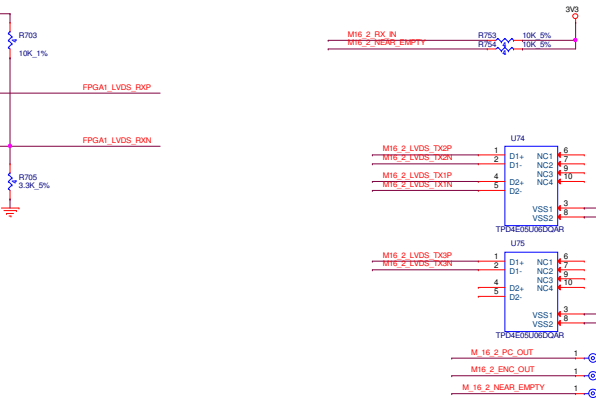 3V3
R703
10K_1%
M16_2_RX_IN
R753
10K_5%
M16_2_NEAR_EMPTY
R754
10K_5%
FPGA1_LVDS_RXP
FPGA1_LVDS_RXN
R705
3.3K_5%
U74
M16_2_LVDS_TX2P
1
D1+
NC1
6
M16_2_LVDS_TX2N
2
D1-
NC2
7
NC3
9
M16_2_LVDS_TX1P
4
D2+
NC4
10
M16_2_LVDS_TX1N
5
D2-
VSS1
3
VSS2
8
TPD4E05U06DQAR
U75
M16_2_LVDS_TX3P
1
D1+
NC1
6
M16_2_LVDS_TX3N
2
D1-
NC2
7
NC3
9
4
D2+
NC4
10
5
D2-
VSS1
3
VSS2
8
TPD4E05U06DQAR
M_16_2_PC_OUT
1
M16_2_ENC_OUT
1
M_16_2_NEAR_EMPTY
1